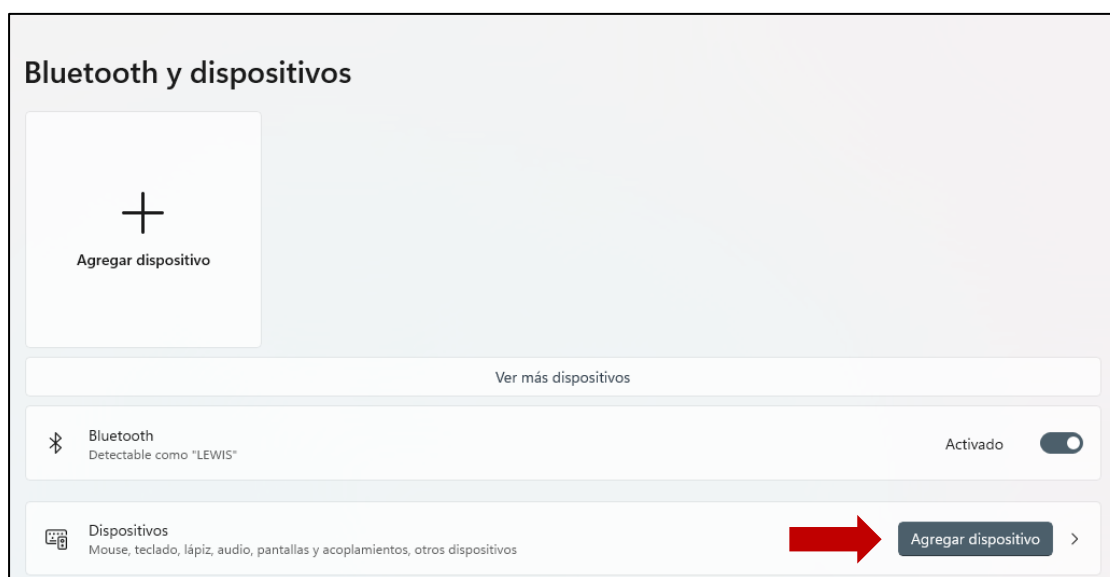 Bluetooth y dispositivos
Agregar dispositivo
Ver más dispositivos
Bluetooth
Detectable como "LEWIS"
Activado
Dispositivos
Mouse, teclado, lápiz, audio, pantallas y acoplamientos, otros dispositivos
Agregar dispositivo